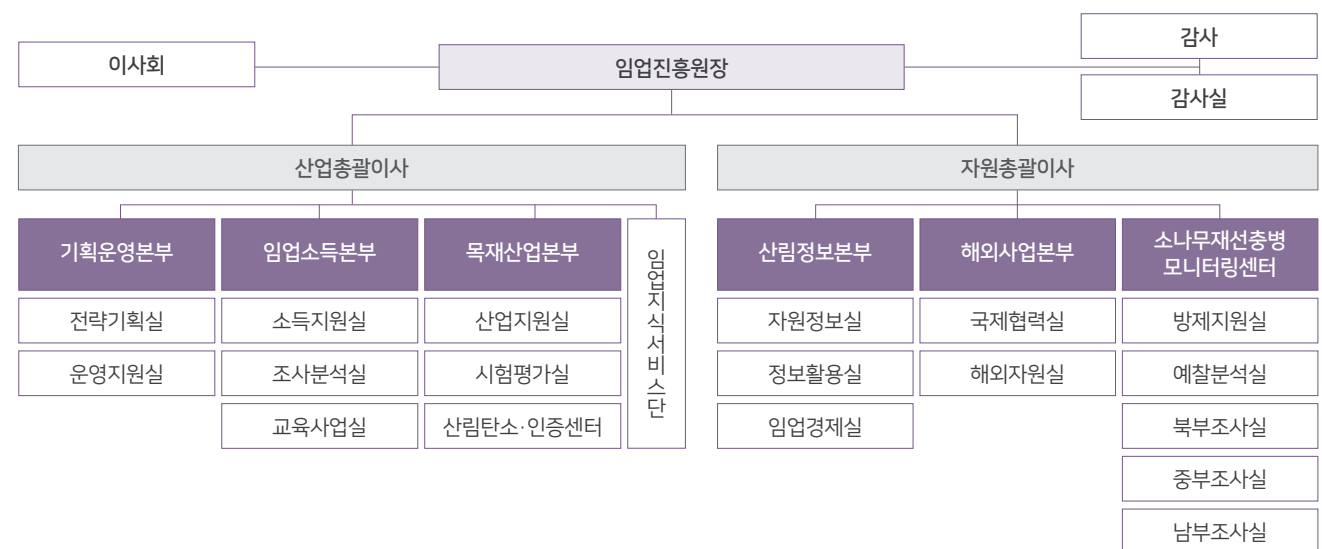 이사회
임업진흥원장
감사
감사실
산업총괄이사
자원총괄이사
기획운영본부
임업소득본부
목재산업본부
임업지식서비스단
산림정보본부
해외사업본부
소나무재선충병
모니터링센터
전략기획실
소득지원실
산업지원실
자원정보실
국제협력실
방제지원실
운영지원실
조사분석실
시험평가실
정보활용실
해외자원실
예찰분석실
교육사업실
산림탄소·인증센터
임업경제실
북부조사실
중부조사실
남부조사실